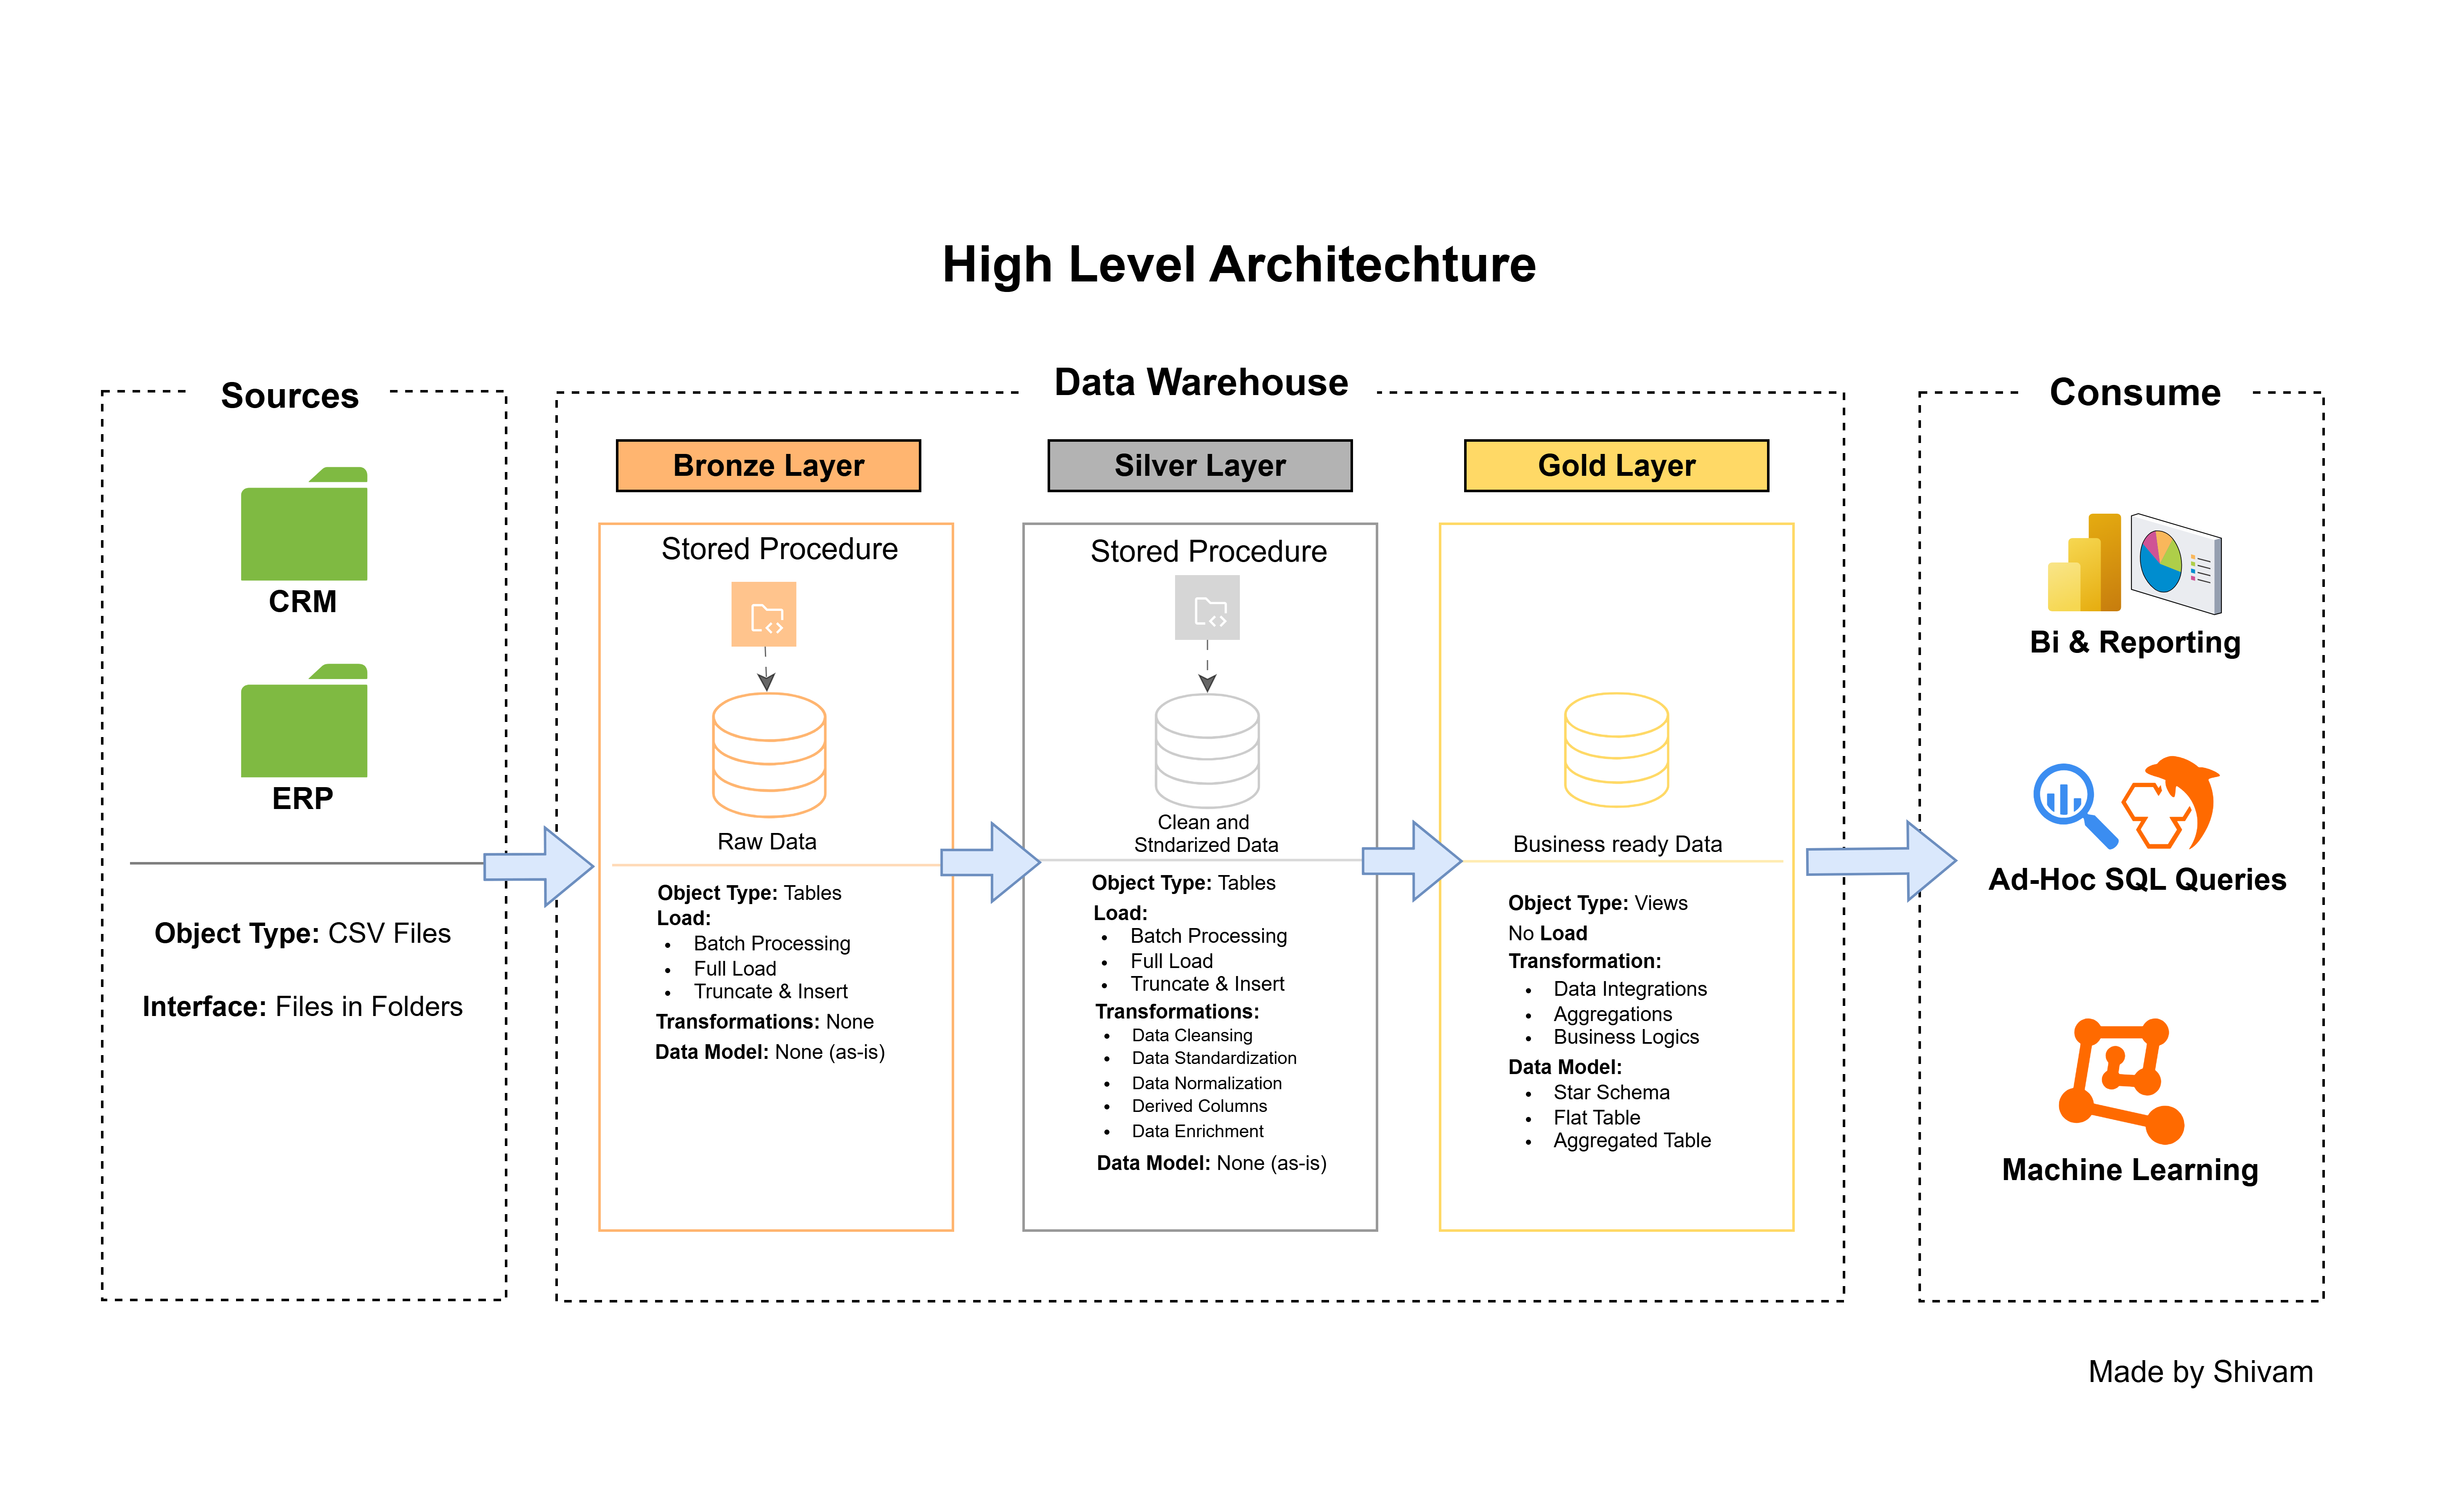 High Level Architechture
Sources
CRM
ERP
Object Type: CSV Files
Interface: Files in Folders
Data Warehouse
Bronze Layer
Stored Procedure
Raw Data
Object Type: Tables
Load:
• Batch Processing
• Full Load
• Truncate & Insert
Transformations: None
Data Model: None (as-is)
Silver Layer
Stored Procedure
Clean and
Stndarized Data
Object Type: Tables
Load:
• Batch Processing
• Full Load
• Truncate & Insert
Transformations:
• Data Cleansing
• Data Standardization
• Data Normalization
• Derived Columns
• Data Enrichment
Data Model: None (as-is)
Gold Layer
Business ready Data
Object Type: Views
No Load
Transformation:
• Data Integrations
• Aggregations
• Business Logics
Data Model:
• Star Schema
• Flat Table
• Aggregated Table
Consume
Bi & Reporting
Ad-Hoc SQL Queries
Machine Learning
Made by Shivam